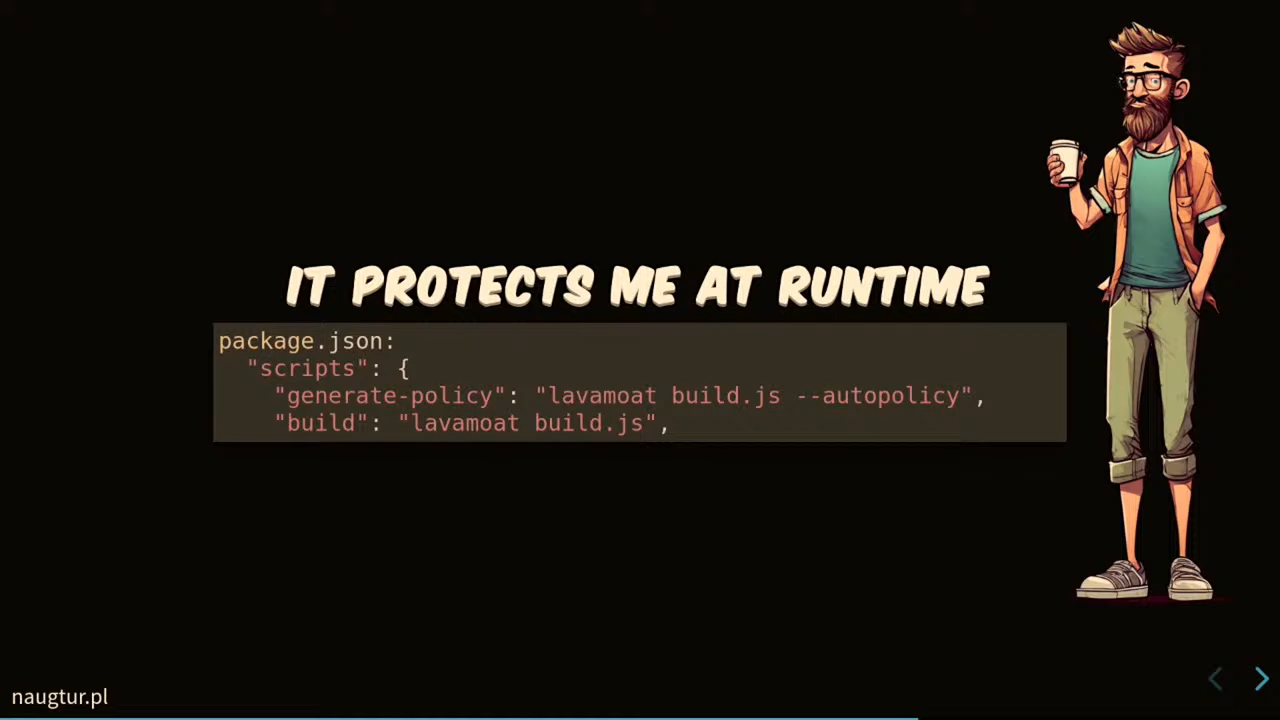 IT PROTECTS ME AT RUNTIME
package.json:
  "scripts": {
    "generate-policy": "lavamoat build.js --autopolicy",
    "build": "lavamoat build.js",
naugtur.pl